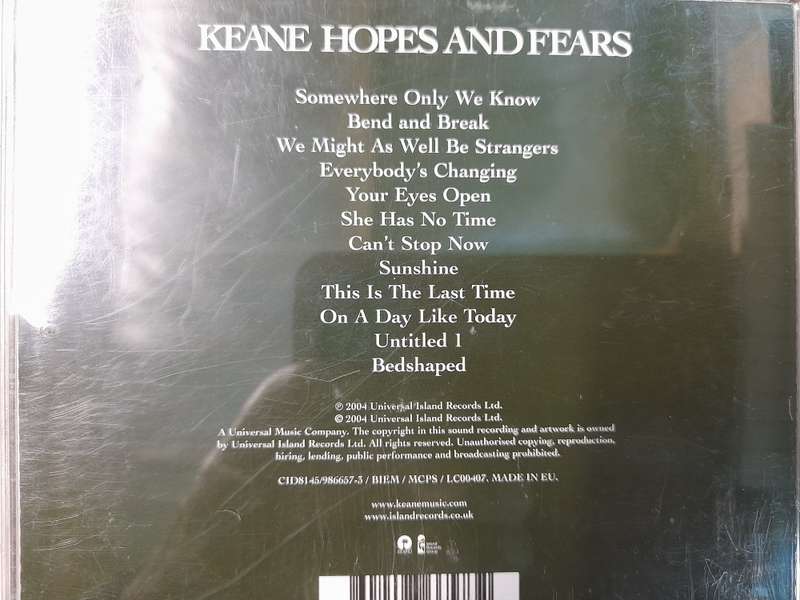 KEANE HOPES AND FEARS
Somewhere Only We Know
Bend and Break
We Might As Well Be Strangers
Everybody's Changing
Your Eyes Open
She Has No Time
Can't Stop Now
Sunshine
This Is The Last Time
On A Day Like Today
Untitled 1
Bedshaped
℗ 2004 Universal Island Records Ltd.
© 2004 Universal Island Records Ltd.
A Universal Music Company. The copyright in this sound recording and artwork is owned
by Universal Island Records Ltd. All rights reserved. Unauthorised copying, reproduction,
hiring, lending, public performance and broadcasting prohibited.
CID8145/986657-3 / BIEM / MCPS / LC00407. MADE IN EU.
www.keanemusic.com
www.islandrecords.co.uk